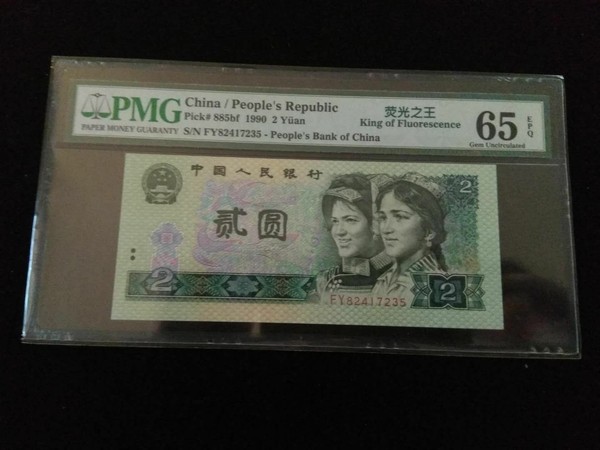 PMG
PAPER MONEY GUARANTY
China / People's Republic
Pick# 885bf 1990 2 Yüan
S/N FY82417235 - People's Bank of China
荧光之王
King of Fluorescence
65 EPQ
Gem Uncirculated
中国人民银行
2
贰圆
2
FY82417235
2